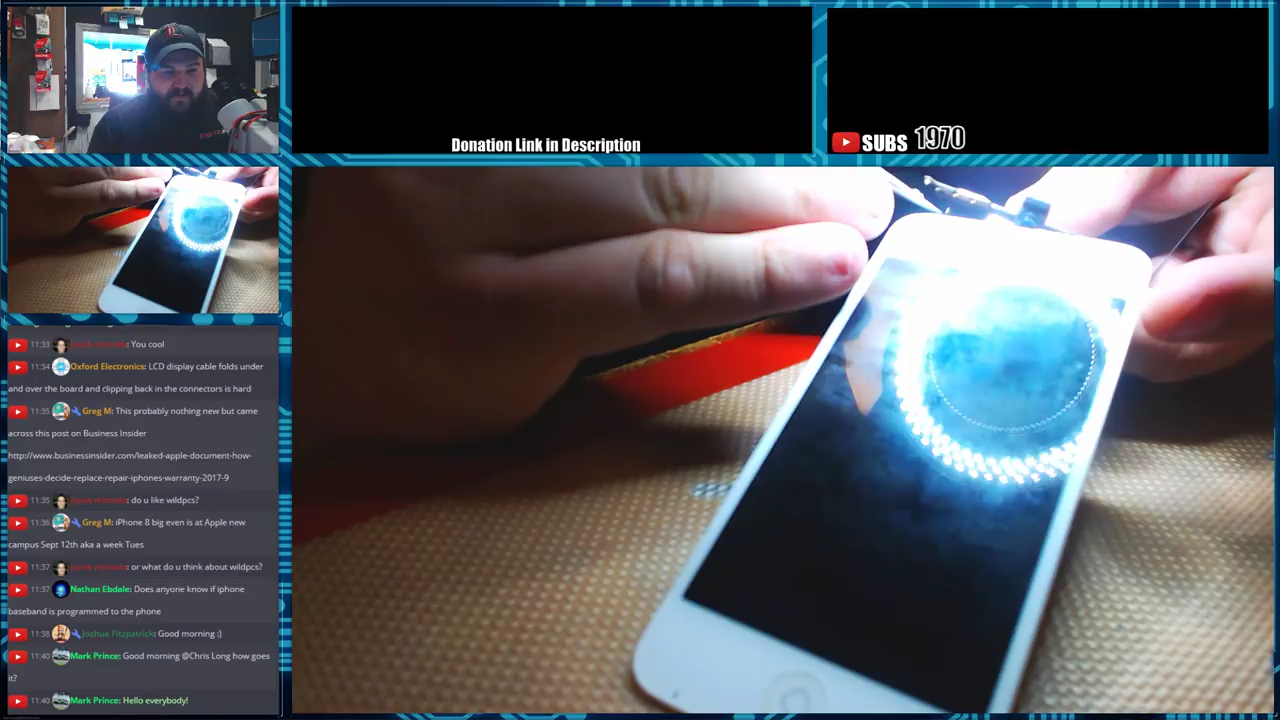 Donation Link in Description
SUBS 1970
11:33 : You cool
11:34 Oxford Electronics: LCD display cable folds under
and over the board and clipping back in the connectors is hard
11:35 Greg M: This probably nothing new but came
across this post on Business Insider
http://www.businessinsider.com/leaked-apple-document-how-
geniuses-decide-replace-repair-iphones-warranty-2017-9
11:35 : do u like wildpcs?
11:36 Greg M: iPhone 8 big even is at Apple new
campus Sept 12th aka a week Tues
11:37 : or what do u think about wildpcs?
11:37 Nathan Ebdale: Does anyone know if iphone
baseband is programmed to the phone
11:38 Joshua Fitzpatrick: Good morning :)
11:40 Mark Prince: Good morning @Chris Long how goes
it?
11:40 Mark Prince: Hello everybody!